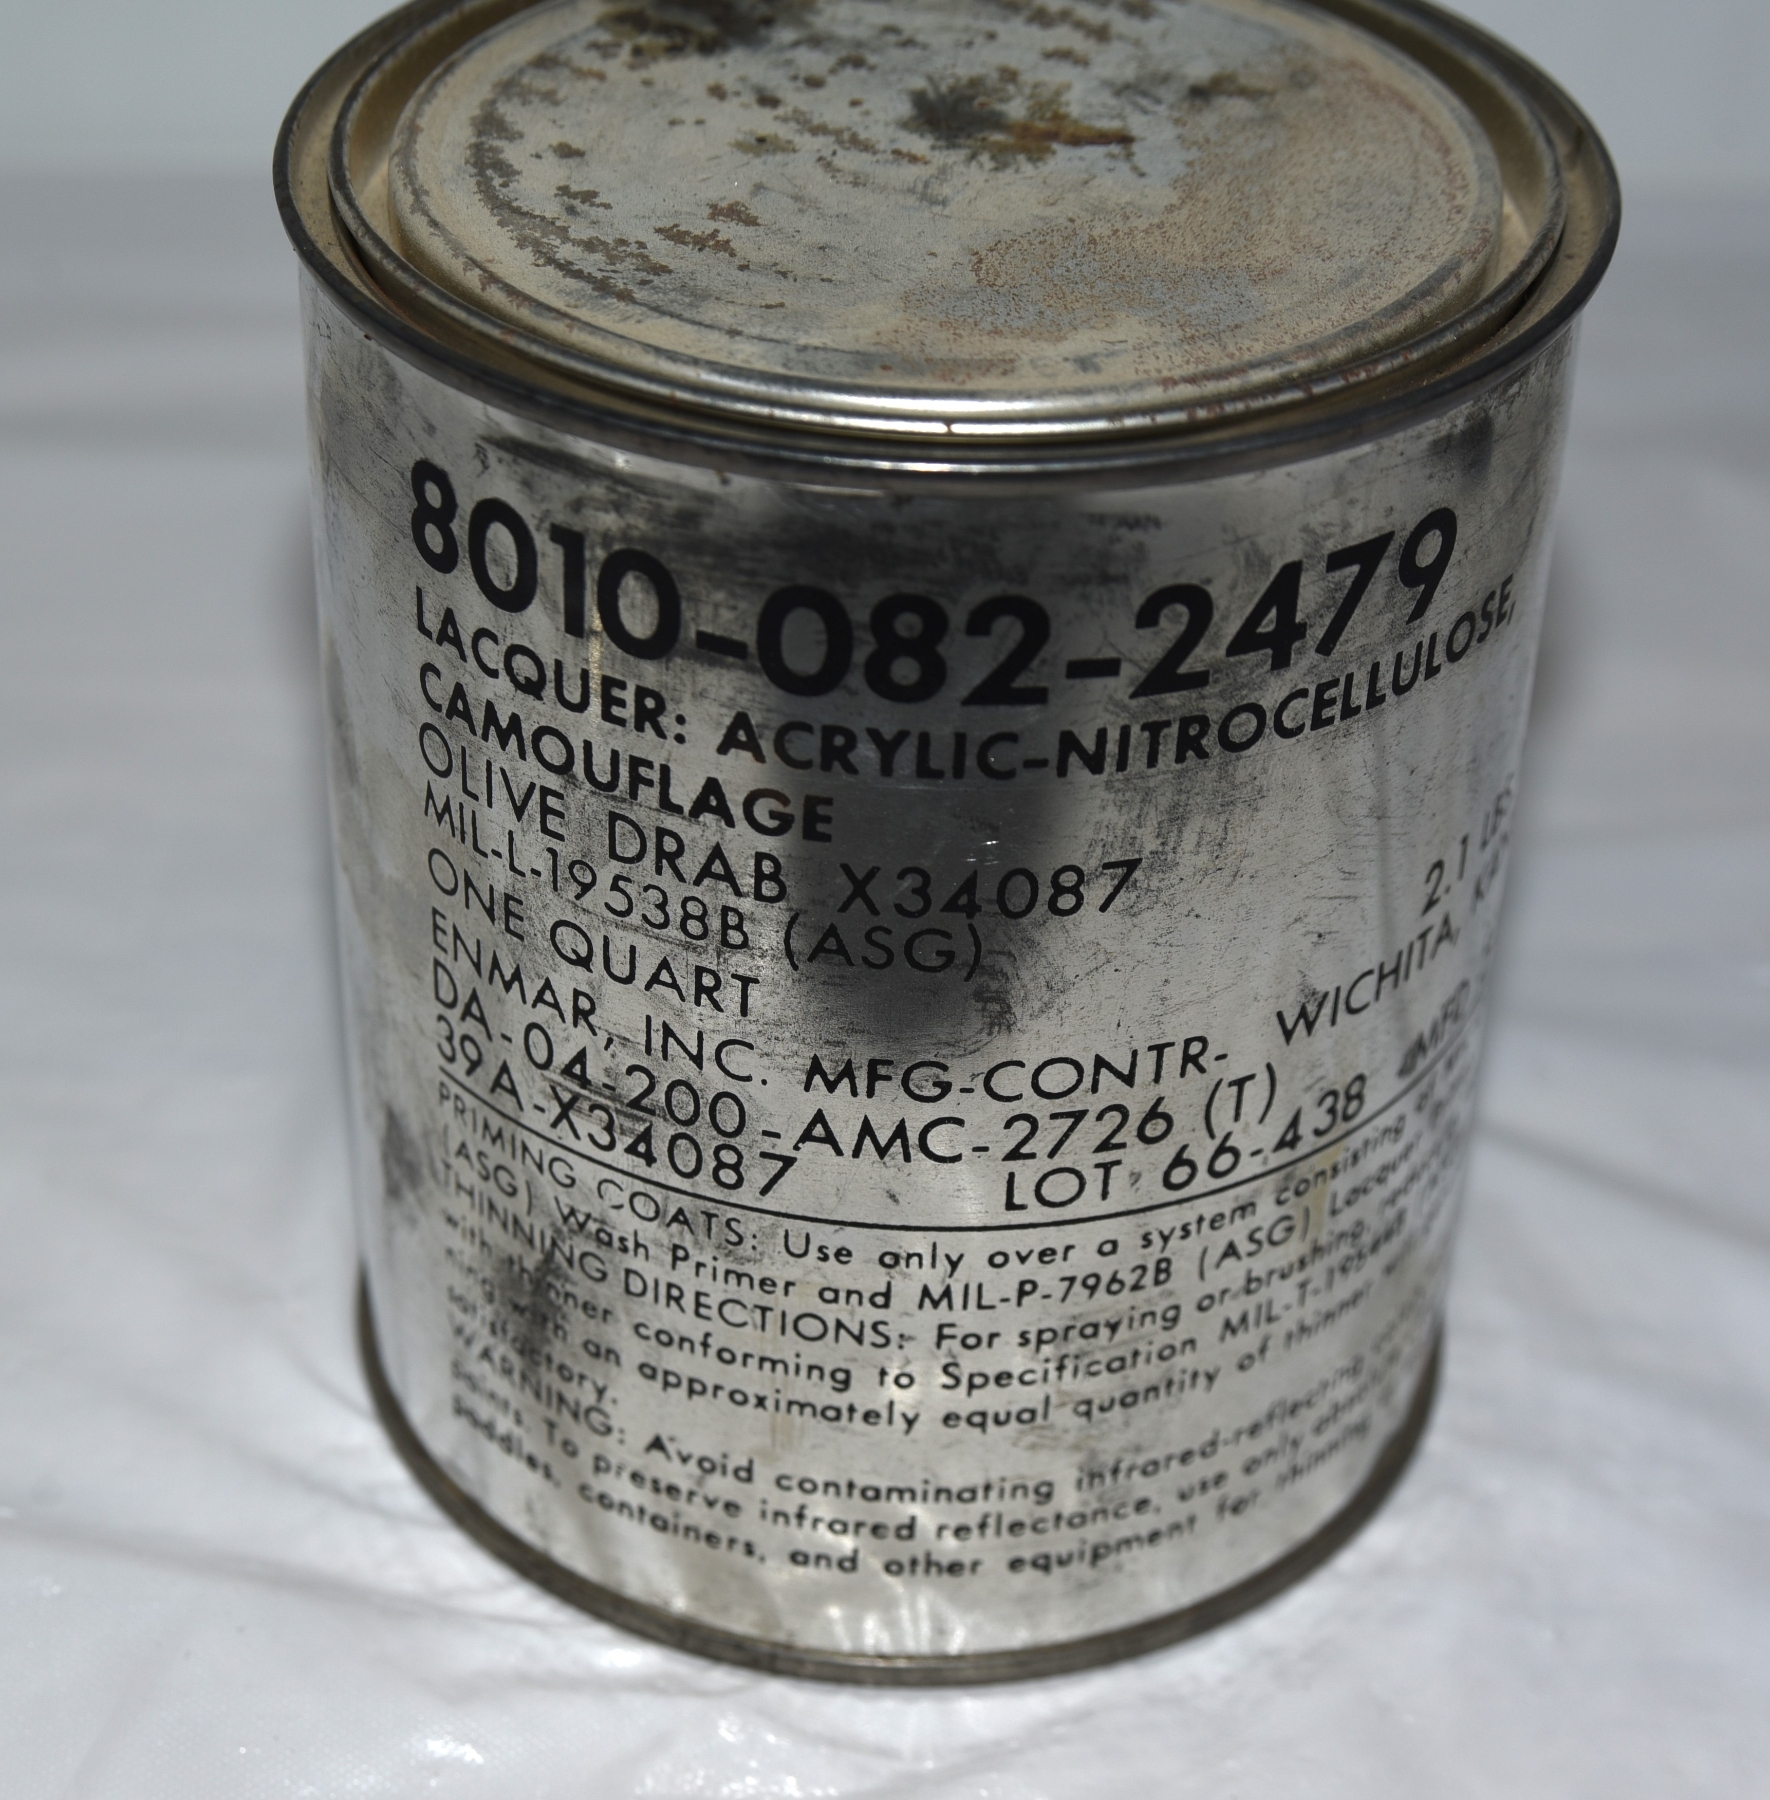 8010-082-2479
LACQUER: ACRYLIC-NITROCELLULOSE,
CAMOUFLAGE
OLIVE DRAB X34087
MIL-L-19538B (ASG)
ONE QUART 2.1
ENMAR, INC. MFG-CONTR- WICHITA,
DA-04-200-AMC-2726 (T)
39A-X34087 LOT 66-438
PRIMING COATS: Use only over a system consisting
(ASG) Wash Primer and MIL-P-7962B (ASG) Lacquer
THINNING DIRECTIONS: For spraying or brushing,
with thinner conforming to Specification MIL-T-
with an approximately equal quantity of thinner
satisfactory.
WARNING: Avoid contaminating infrared-reflecting
paints. To preserve infrared reflectance, use only
paddles, containers, and other equipment for thinning